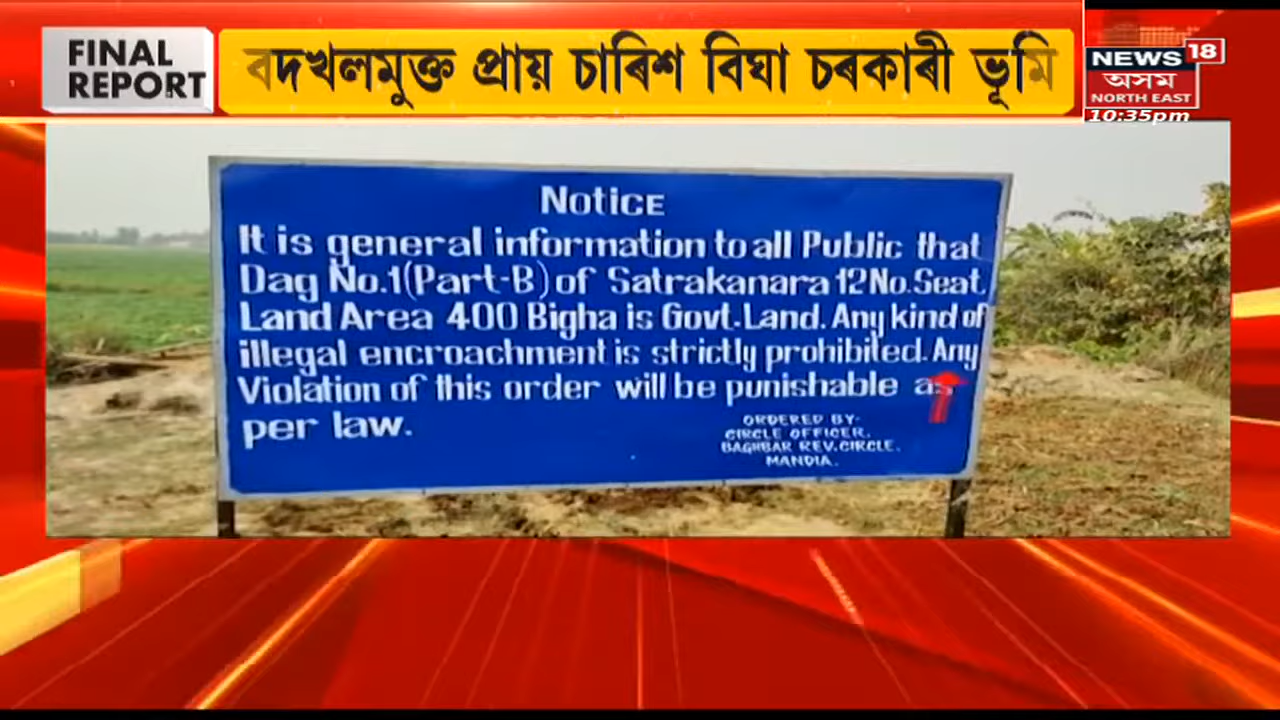 FINAL
REPORT
বেদখলমুক্ত প্ৰায় চাৰিশ বিঘা চৰকাৰী ভূমি
NEWS 18
অসম
NORTH EAST
10:35pm
Notice
It is general information to all Public that
Dag No.1(Part-B) of Satrakanara 12 No. Seat.
Land Area 400 Bigha is Govt. Land. Any kind of
illegal encroachment is strictly prohibited. Any
Violation of this order will be punishable as
per law.
ORDERED BY-
CIRCLE OFFICER.
BAGHBAR REV. CIRCLE.
MANDIA.